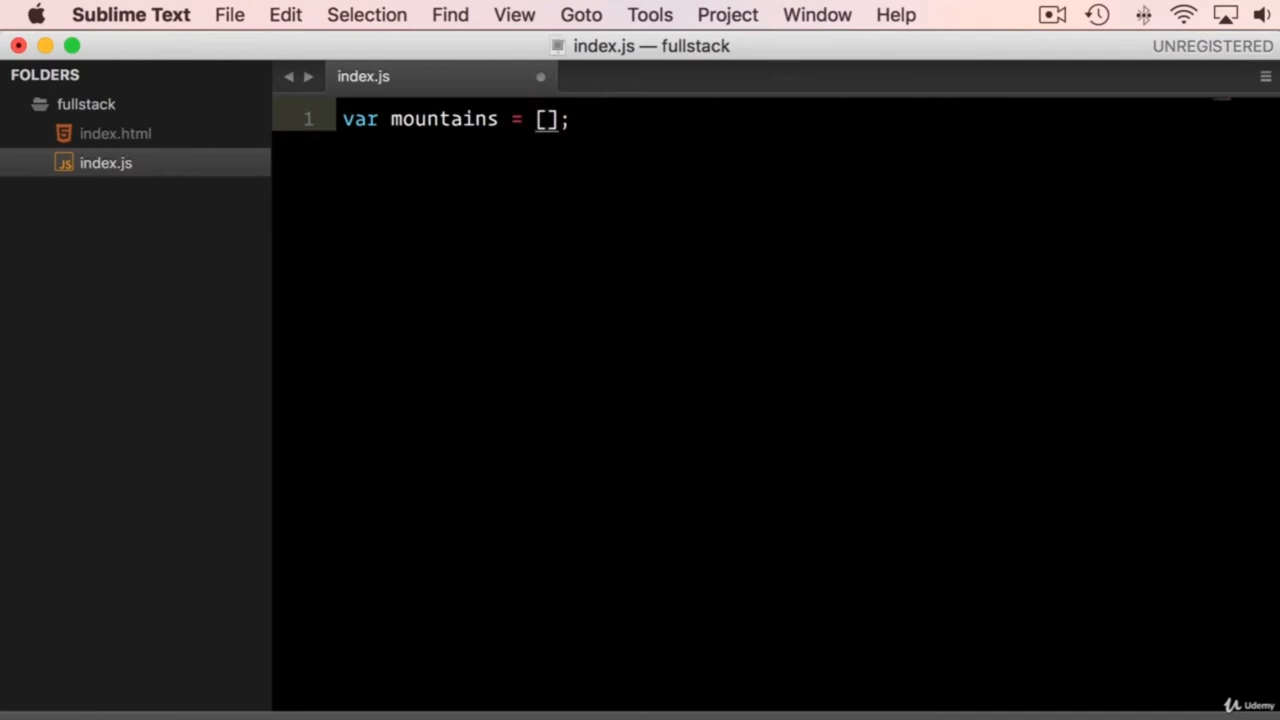 Sublime Text File Edit Selection Find View Goto Tools Project Window Help
index.js — fullstack UNREGISTERED
FOLDERS
index.js
fullstack
1 var mountains = [];
index.html
index.js
Udemy